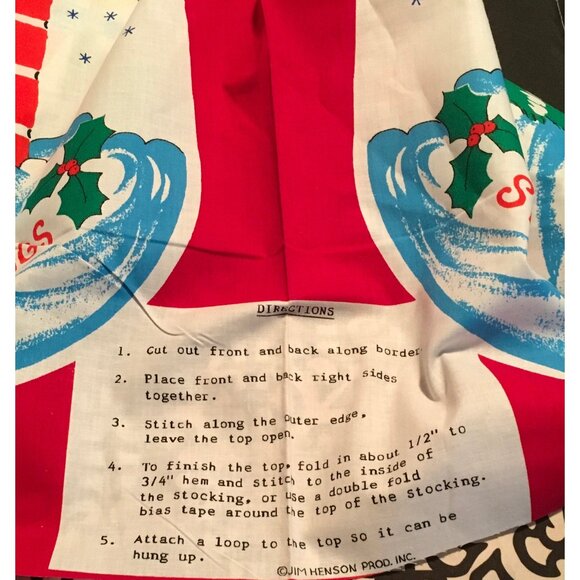 GS
S
DIRECTIONS
1. Cut out front and back along border
2. Place front and back right sides
together.
3. Stitch along the outer edge,
leave the top open.
4. To finish the top, fold in about 1/2" to
3/4" hem and stitch to the inside of
the stocking, or use a double fold
bias tape around the top of the stocking.
5. Attach a loop to the top so it can be
hung up.
©JIM HENSON PROD. INC.